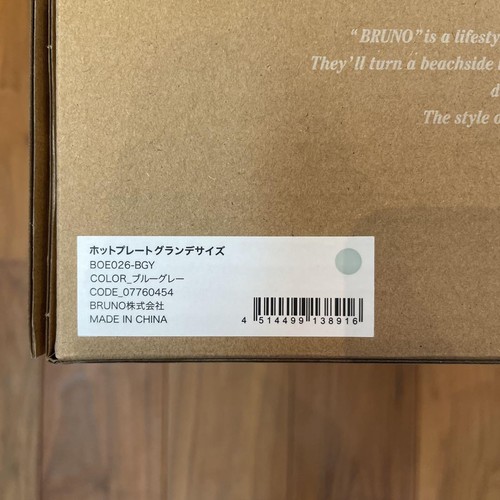 "BRUNO" is a lifesty
They'll turn a beachside
The style o
ホットプレートグランデサイズ
BOE026-BGY
COLOR_ブルーグレー
CODE_07760454
BRUNO株式会社
MADE IN CHINA
4 514499 138916